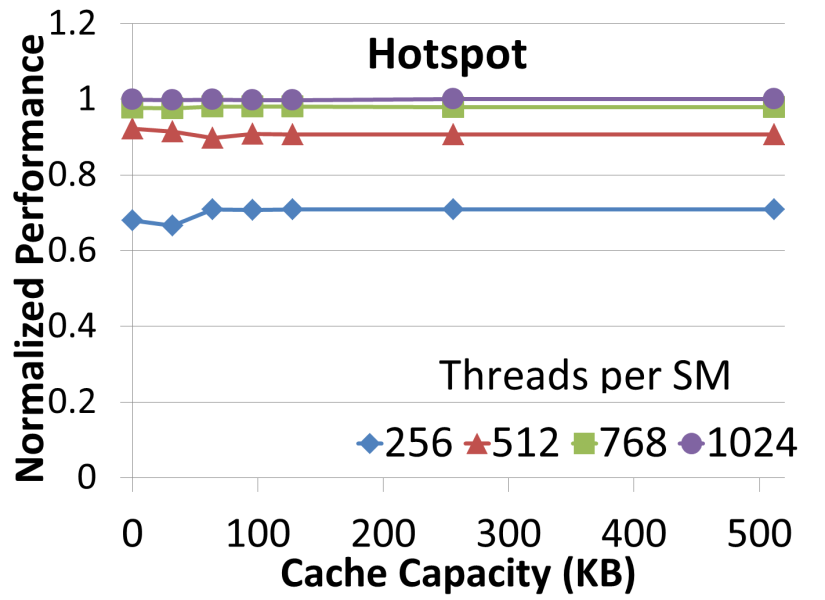 Hotspot
Normalized Performance
1.2
1
0.8
0.6
0.4
0.2
0
Threads per SM
256 512 768 1024
0 100 200 300 400 500
Cache Capacity (KB)